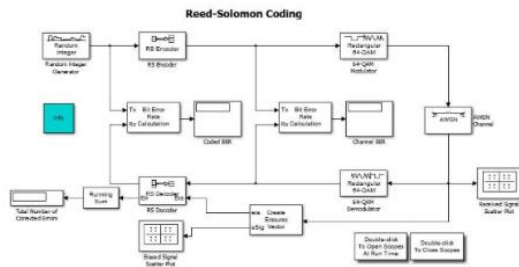 Reed-Solomon Coding
Random
Integer
Random Integer
Generator
RS Encoder
RS Encoder
Rectangular
64-QAM
64-QAM
Modulator
Info
Tx
Rx
Bit Error
Rate
Calculation
Coded BER
Tx
Rx
Bit Error
Rate
Calculation
Channel BER
AWGN
AWGN
Channel
Total Number of
Corrected Errors
Running
Sum
Err
RS Decoder
RS Decoder
Rectangular
64-QAM
64-QAM
Demodulator
Received Signal
Scatter Plot
Create
Erasures
Vector
Erased Signal
Scatter Plot
Double-click
To Open Scopes
At Run Time
Double-click
To Close Scopes